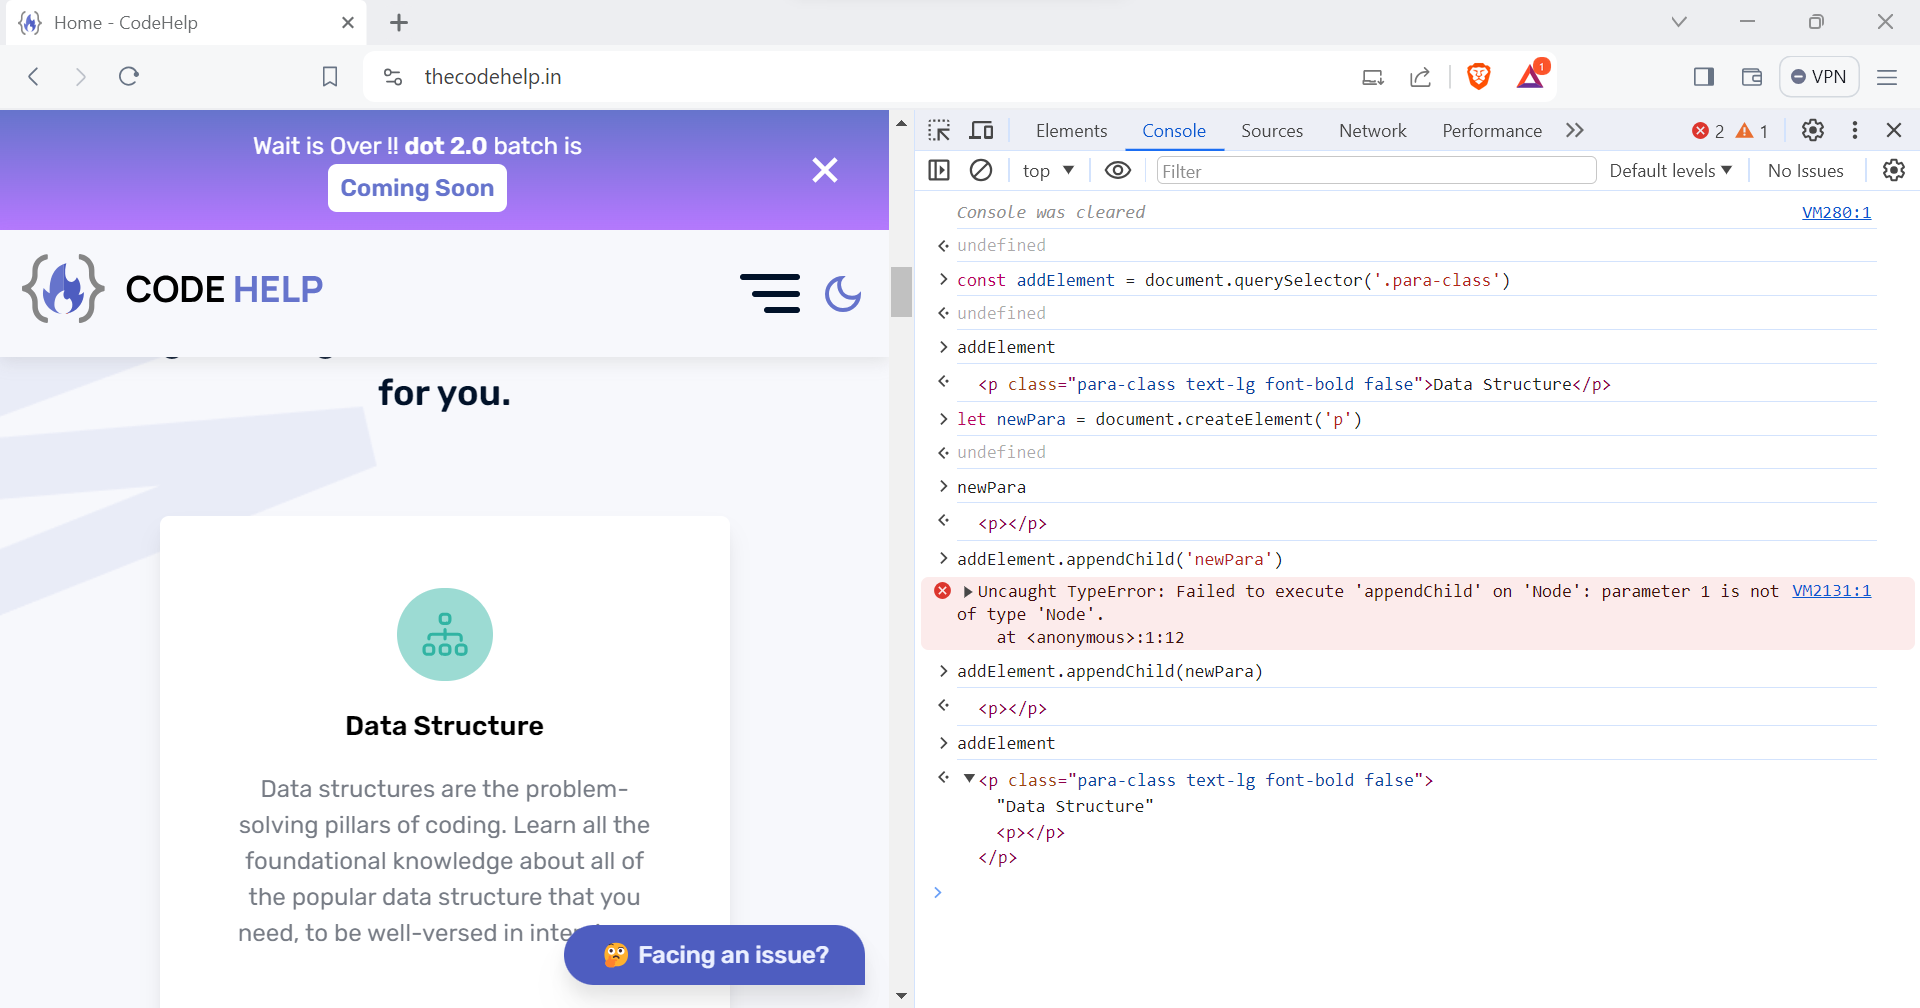 Home - CodeHelp
thecodehelp.in
1
VPN
Wait is Over !! dot 2.0 batch is
Coming Soon
CODE HELP
for you.
Data Structure
Data structures are the problem-
solving pillars of coding. Learn all the
foundational knowledge about all of
the popular data structure that you
need, to be well-versed in
Facing an issue?
Elements Console Sources Network Performance 2 1
top Filter Default levels No Issues
Console was cleared VM280:1
undefined
const addElement = document.querySelector('.para-class')
undefined
addElement
<p class="para-class text-lg font-bold false">Data Structure</p>
let newPara = document.createElement('p')
undefined
newPara
<p></p>
addElement.appendChild('newPara')
Uncaught TypeError: Failed to execute 'appendChild' on 'Node': parameter 1 is not VM2131:1
of type 'Node'.
at <anonymous>:1:12
addElement.appendChild(newPara)
<p></p>
addElement
<p class="para-class text-lg font-bold false">
"Data Structure"
<p></p>
</p>